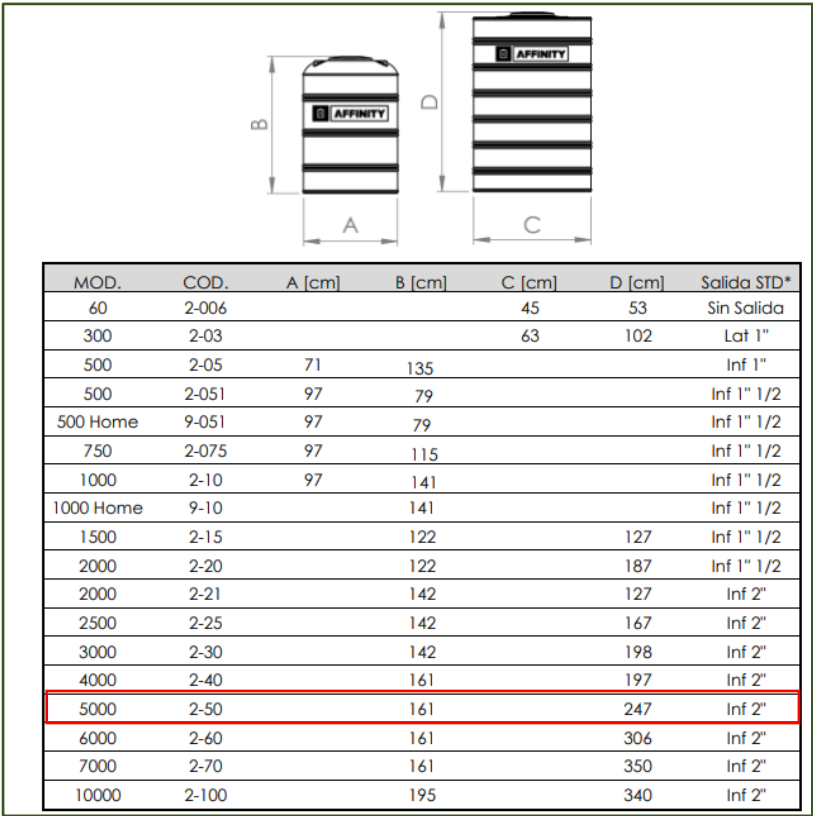 AFFINITY
AFFINITY
B
D
A
C
MOD. COD. A [cm] B [cm] C [cm] D [cm] Salida STD*
60 2-006 45 53 Sin Salida
300 2-03 63 102 Lat 1"
500 2-05 71 135 Inf 1"
500 2-051 97 79 Inf 1" 1/2
500 Home 9-051 97 79 Inf 1" 1/2
750 2-075 97 115 Inf 1" 1/2
1000 2-10 97 141 Inf 1" 1/2
1000 Home 9-10 141 Inf 1" 1/2
1500 2-15 122 127 Inf 1" 1/2
2000 2-20 122 187 Inf 1" 1/2
2000 2-21 142 127 Inf 2"
2500 2-25 142 167 Inf 2"
3000 2-30 142 198 Inf 2"
4000 2-40 161 197 Inf 2"
5000 2-50 161 247 Inf 2"
6000 2-60 161 306 Inf 2"
7000 2-70 161 350 Inf 2"
10000 2-100 195 340 Inf 2"